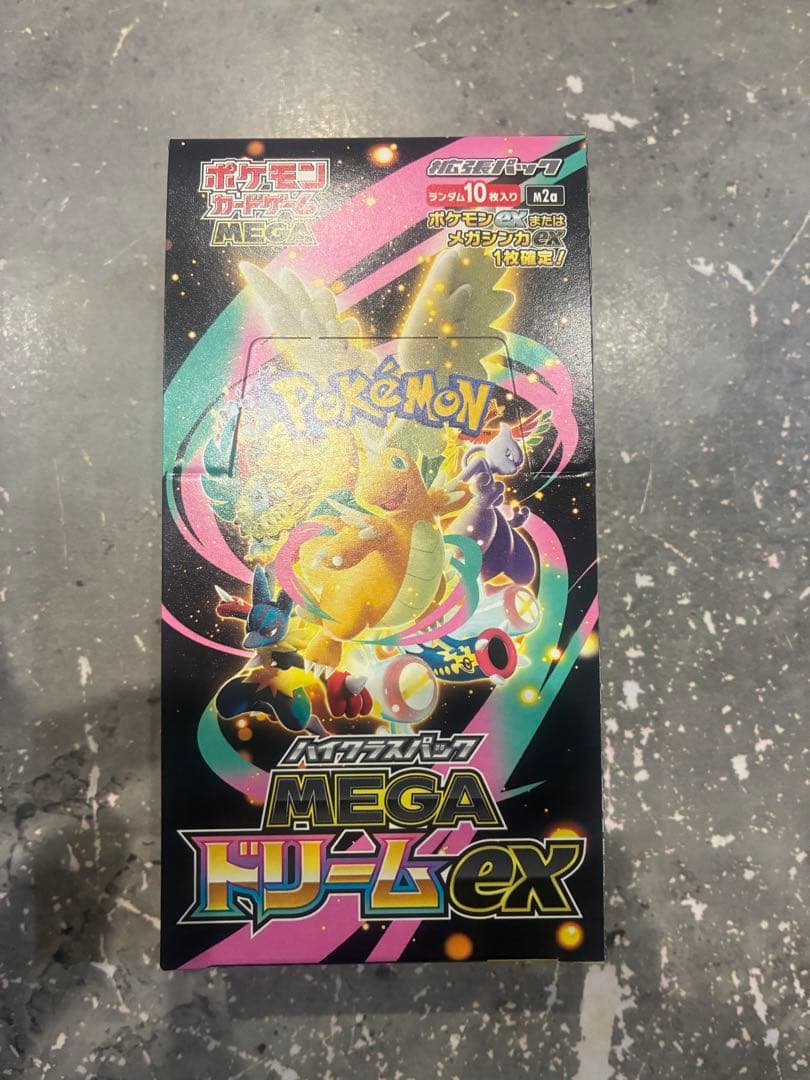 ポケモン
カードゲーム
MEGA
拡張パック
ランダム10枚入り
M2a
ポケモンexまたは
メガシンカex
1枚確定!
POKéMON
TM
ハイクラスパック
MEGA
ドリームex